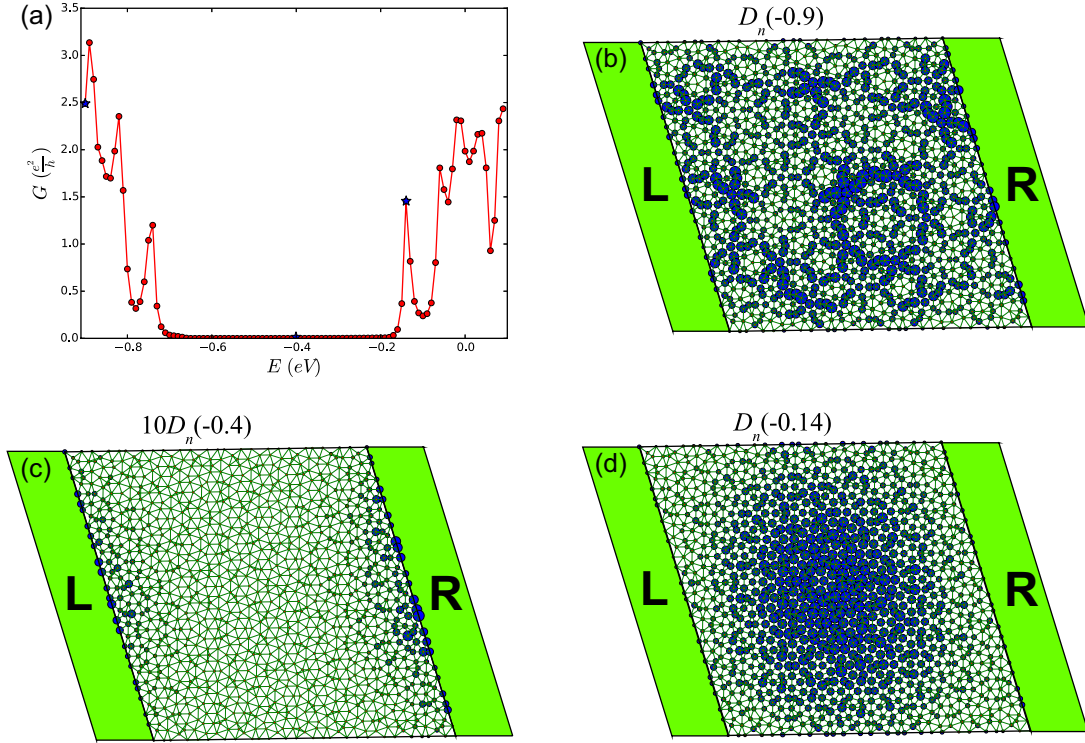 (a)
3.5
3.0
2.5
2.0
1.5
1.0
0.5
0.0
G (e²/h)
−0.8 −0.6 −0.4 −0.2 0.0
E (eV)
Dₙ(-0.9)
(b)
L R
10Dₙ(-0.4)
(c)
L R
Dₙ(-0.14)
(d)
L R